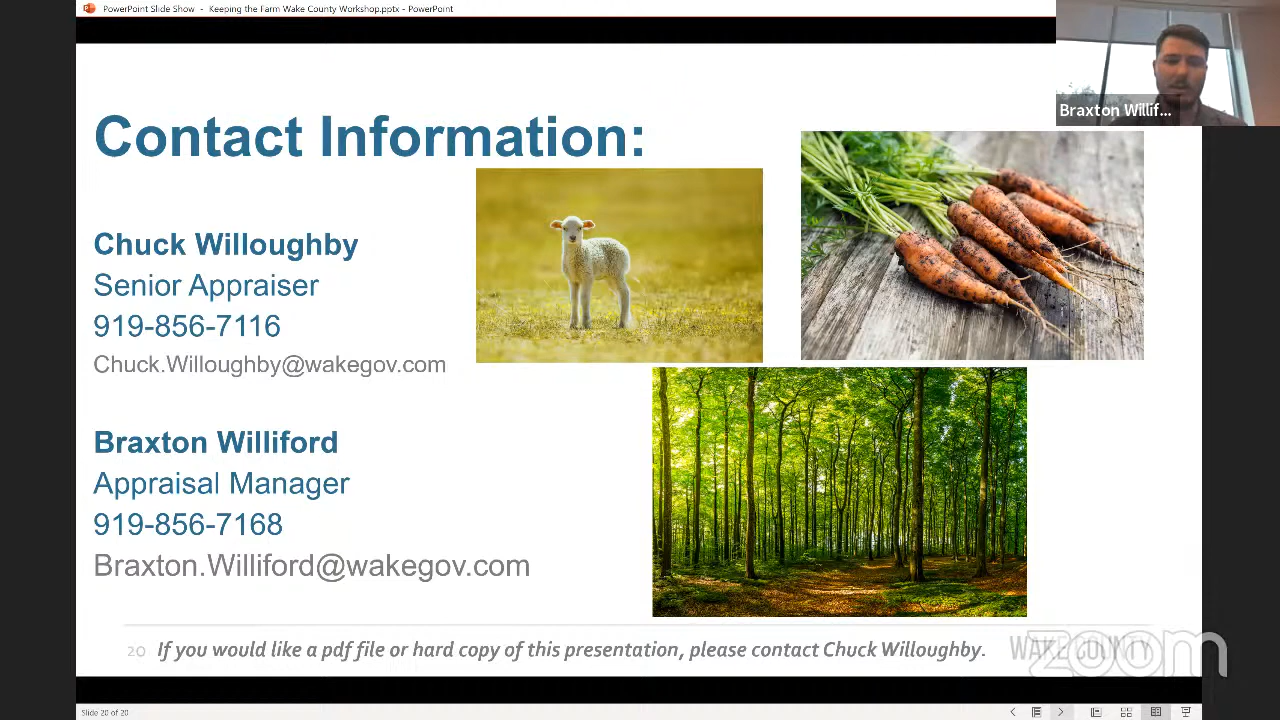 PowerPoint Slide Show - Keeping the Farm Wake County Workshop.pptx - PowerPoint
Braxton Willif...
Contact Information:
Chuck Willoughby
Senior Appraiser
919-856-7116
Chuck.Willoughby@wakegov.com
Braxton Williford
Appraisal Manager
919-856-7168
Braxton.Williford@wakegov.com
20 If you would like a pdf file or hard copy of this presentation, please contact Chuck Willoughby.
WAKE COUNTY
zoom
Slide 20 of 20